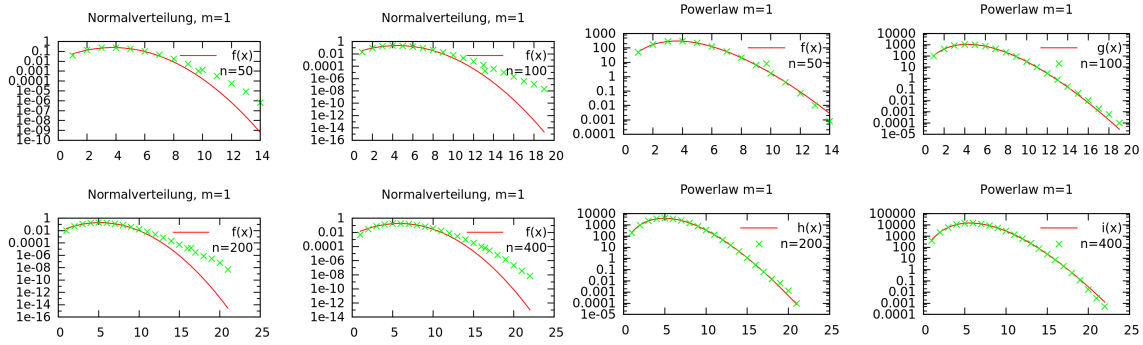 Normalverteilung, m=1
1
0.1
0.01
0.001
0.0001
1e-05
1e-06
1e-07
1e-08
1e-09
1e-10
f(x)
n=50
0 2 4 6 8 10 12 14
Normalverteilung, m=1
1
0.01
0.0001
1e-06
1e-08
1e-10
1e-12
1e-14
1e-16
f(x)
n=100
0 2 4 6 8 10 12 14 16 18 20
Powerlaw m=1
1000
100
10
1
0.1
0.01
0.001
0.0001
f(x)
n=50
0 2 4 6 8 10 12 14
Powerlaw m=1
10000
1000
100
10
1
0.1
0.01
0.001
0.0001
1e-05
g(x)
n=100
0 2 4 6 8 10 12 14 16 18 20
Normalverteilung, m=1
1
0.01
0.0001
1e-06
1e-08
1e-10
1e-12
1e-14
1e-16
f(x)
n=200
0 5 10 15 20 25
Normalverteilung, m=1
1
0.01
0.0001
1e-06
1e-08
1e-10
1e-12
1e-14
f(x)
n=400
0 5 10 15 20 25
Powerlaw m=1
10000
1000
100
10
1
0.1
0.01
0.001
0.0001
1e-05
h(x)
n=200
0 5 10 15 20 25
Powerlaw m=1
100000
10000
1000
100
10
1
0.1
0.01
0.001
0.0001
i(x)
n=400
0 5 10 15 20 25